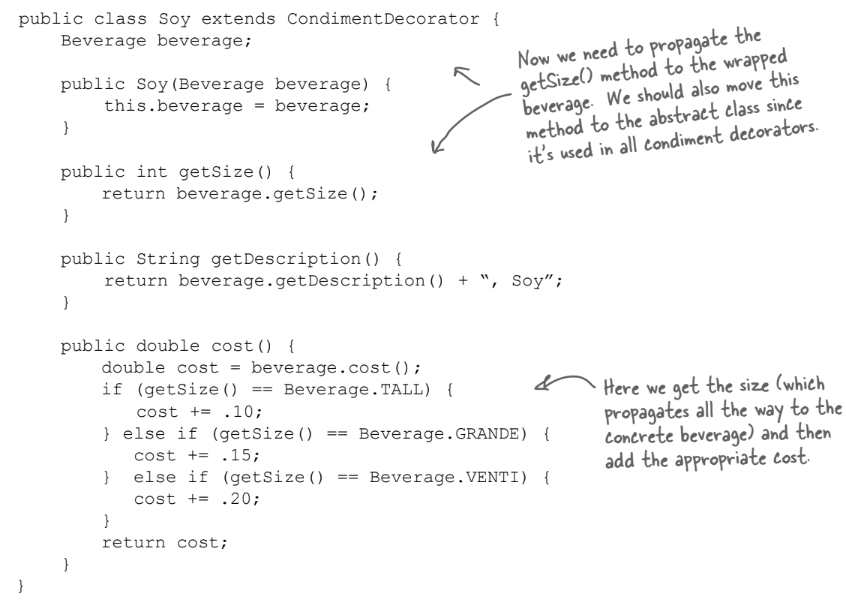 public class Soy extends CondimentDecorator {
Beverage beverage;
public Soy(Beverage beverage) {
this.beverage = beverage;
}
public int getSize() {
return beverage.getSize();
}
public String getDescription() {
return beverage.getDescription() + “, Soy”;
}
public double cost() {
double cost = beverage.cost();
if (getSize() == Beverage.TALL) {
cost += .10;
} else if (getSize() == Beverage.GRANDE) {
cost += .15;
} else if (getSize() == Beverage.VENTI) {
cost += .20;
}
return cost;
}
}
Now we need to propagate the
getSize() method to the wrapped
beverage. We should also move this
method to the abstract class since
it's used in all condiment decorators.
Here we get the size (which
propagates all the way to the
concrete beverage) and then
add the appropriate cost.